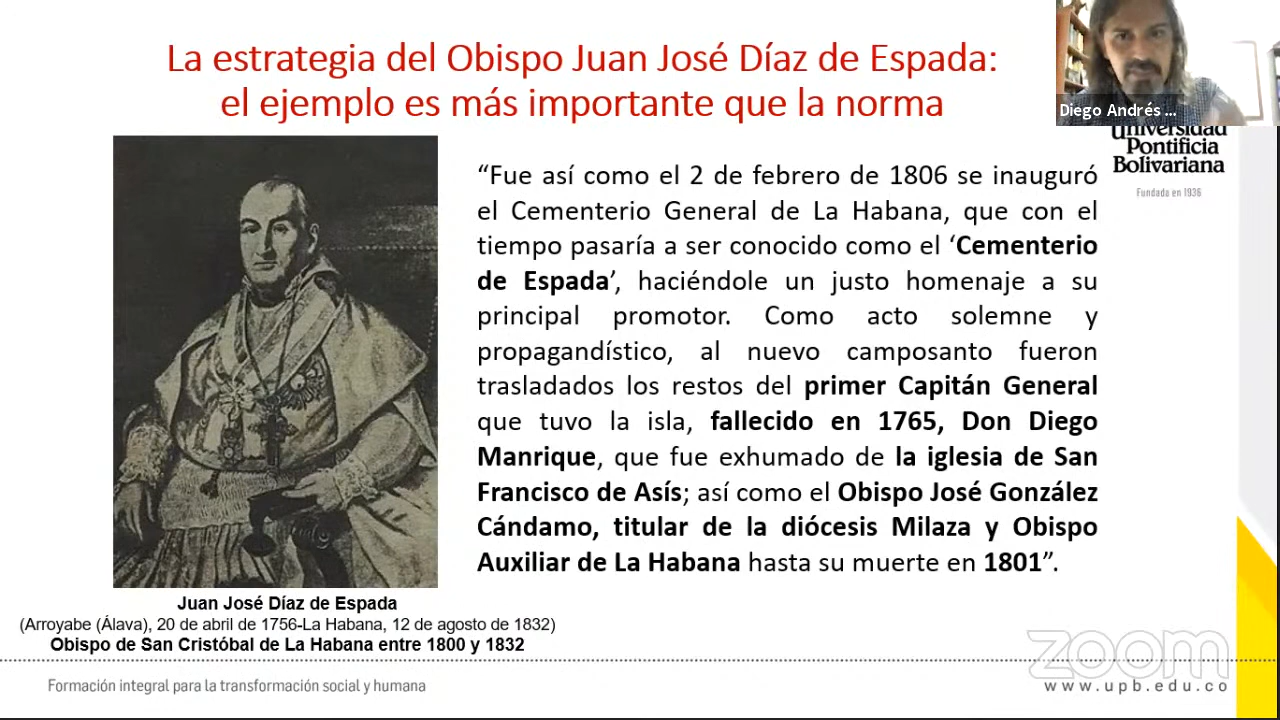 La estrategia del Obispo Juan José Díaz de Espada:
el ejemplo es más importante que la norma
Diego Andrés ...
Universidad
Pontificia
Bolivariana
Fundada en 1936
“Fue así como el 2 de febrero de 1806 se inauguró
el Cementerio General de La Habana, que con el
tiempo pasaría a ser conocido como el ‘Cementerio
de Espada’, haciéndole un justo homenaje a su
principal promotor. Como acto solemne y
propagandístico, al nuevo camposanto fueron
trasladados los restos del primer Capitán General
que tuvo la isla, fallecido en 1765, Don Diego
Manrique, que fue exhumado de la iglesia de San
Francisco de Asís; así como el Obispo José González
Cándamo, titular de la diócesis Milaza y Obispo
Auxiliar de La Habana hasta su muerte en 1801”.
Juan José Díaz de Espada
(Arroyabe (Álava), 20 de abril de 1756-La Habana, 12 de agosto de 1832)
Obispo de San Cristóbal de La Habana entre 1800 y 1832
zoom
Formación integral para la transformación social y humana
www.upb.edu.co